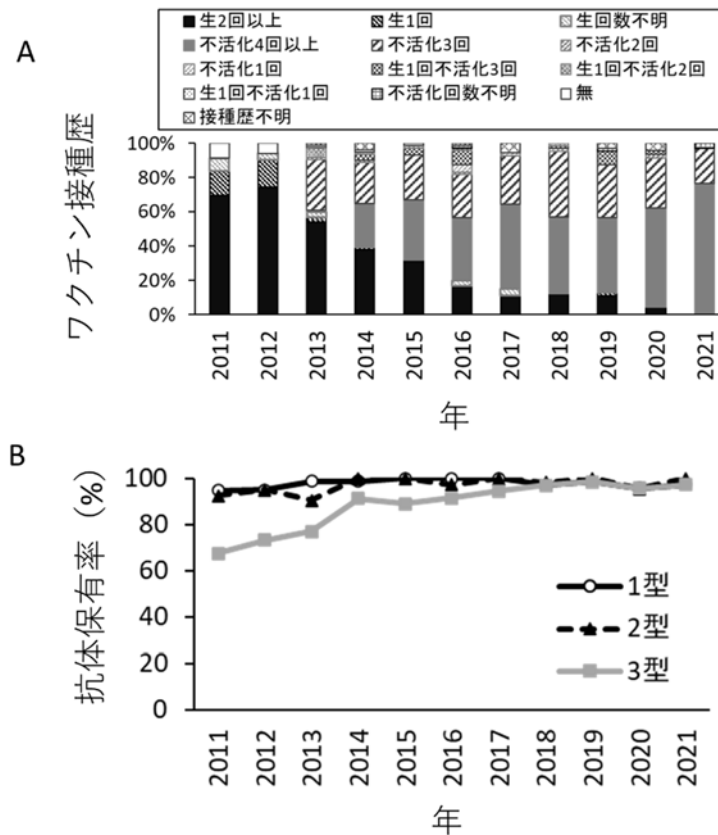 A
生2回以上 生1回 生回数不明
不活化4回以上 不活化3回 不活化2回
不活化1回 生1回不活化3回 生1回不活化2回
生1回不活化1回 不活化回数不明 無
接種歴不明
ワクチン接種歴
100%
80%
60%
40%
20%
0%
2011 2012 2013 2014 2015 2016 2017 2018 2019 2020 2021
年
B
抗体保有率（%）
100
80
60
40
20
0
1型
2型
3型
2011 2012 2013 2014 2015 2016 2017 2018 2019 2020 2021
年